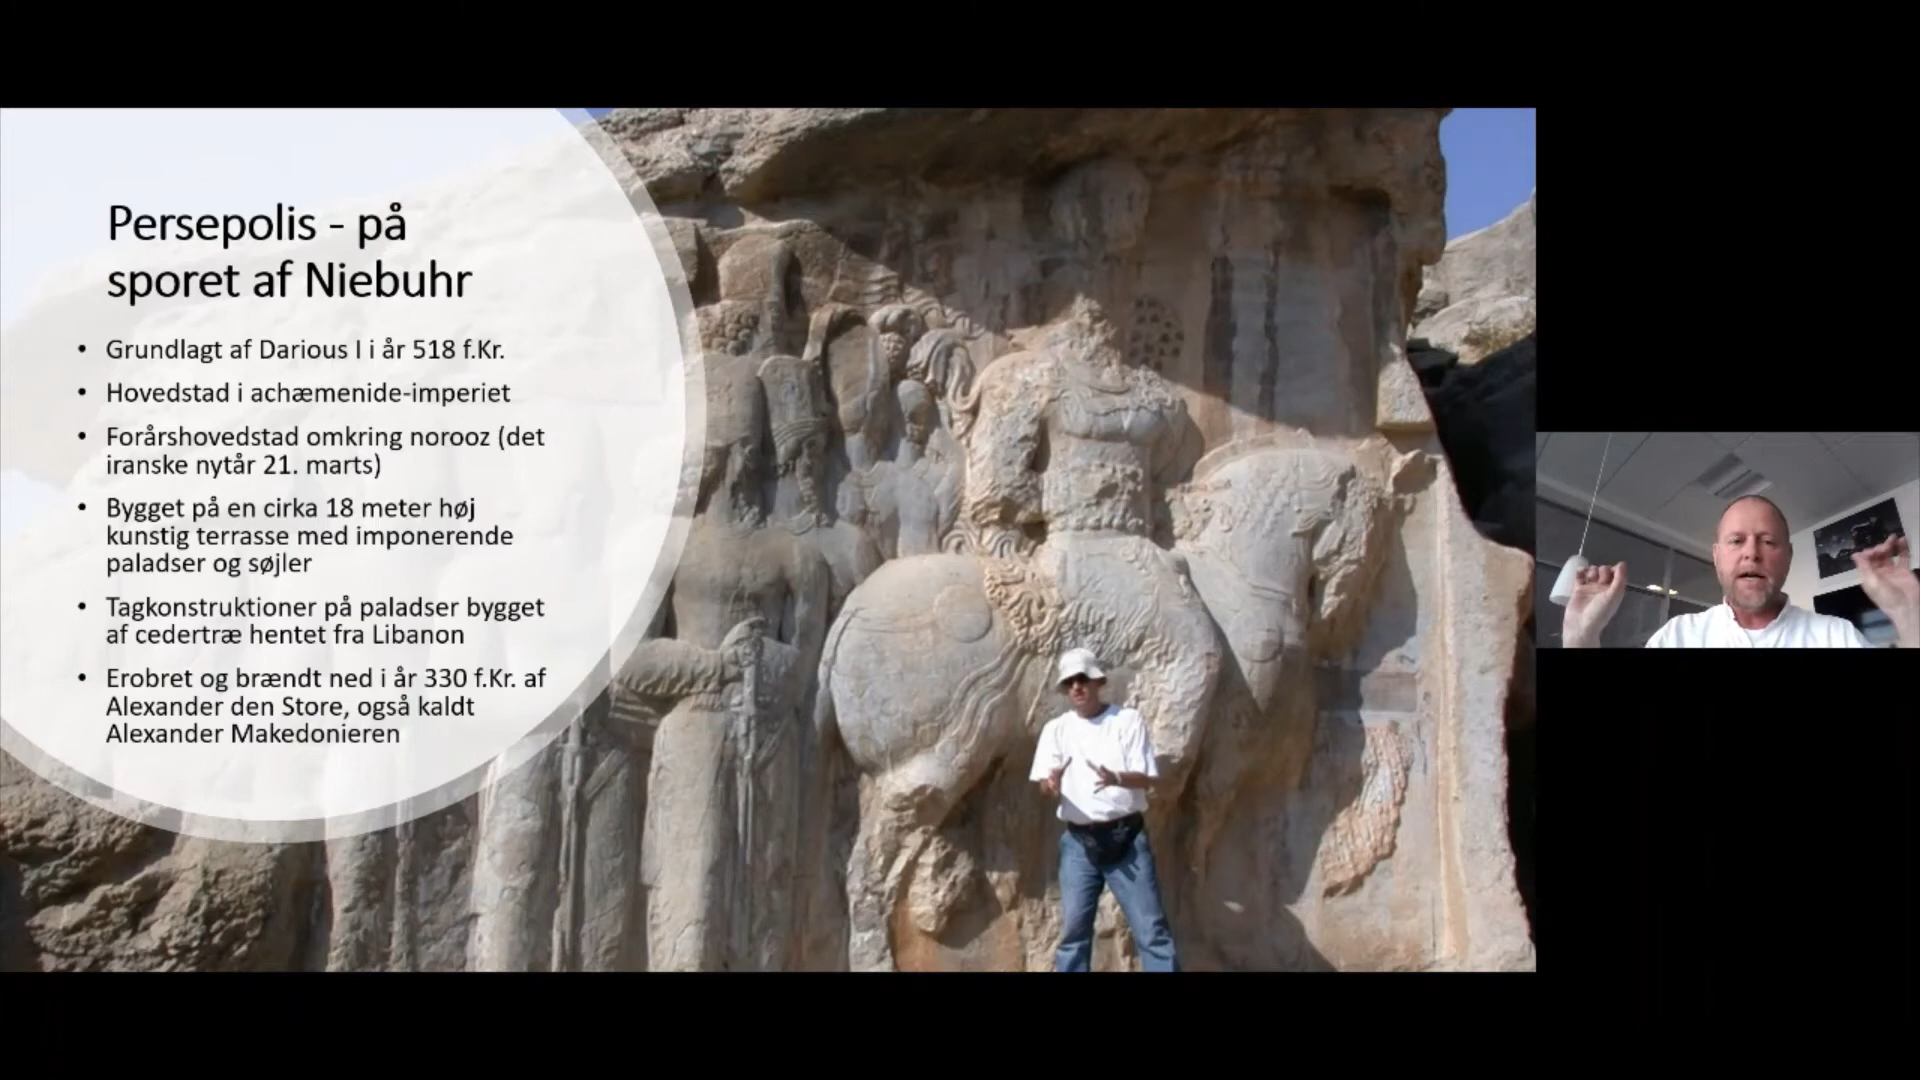 Persepolis - på
sporet af Niebuhr
• Grundlagt af Darious I i år 518 f.Kr.
• Hovedstad i achæmenide-imperiet
• Forårshovedstad omkring norooz (det
iranske nytår 21. marts)
• Bygget på en cirka 18 meter høj
kunstig terrasse med imponerende
paladser og søjler
• Tagkonstruktioner på paladser bygget
af cedertræ hentet fra Libanon
• Erobret og brændt ned i år 330 f.Kr. af
Alexander den Store, også kaldt
Alexander Makedonieren